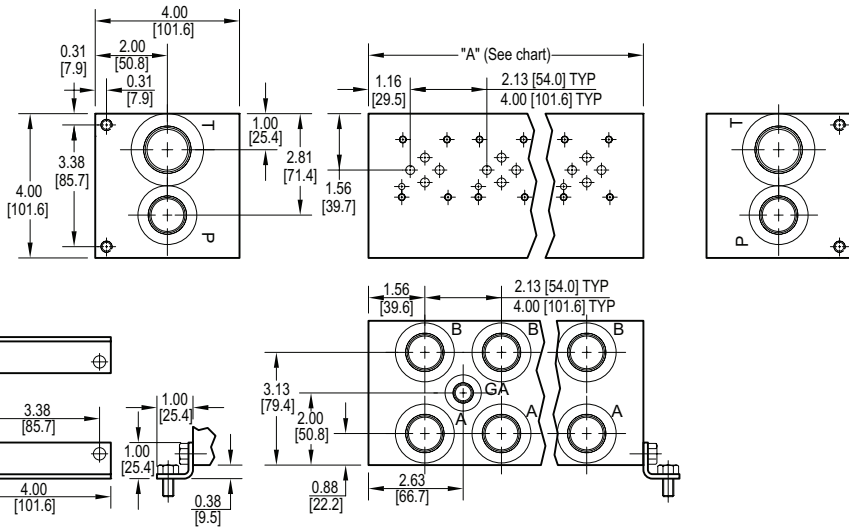 4.00
[101.6]
2.00
[50.8]
0.31
[7.9]
0.31
[7.9]
T
P
1.00
[25.4]
2.81
[71.4]
3.38
[85.7]
4.00
[101.6]
"A" (See chart)
1.16
[29.5]
2.13 [54.0] TYP
4.00 [101.6] TYP
1.56
[39.7]
T
P
1.56
[39.6]
2.13 [54.0] TYP
4.00 [101.6] TYP
B
B
B
GA
A
A
A
3.13
[79.4]
2.00
[50.8]
0.88
[22.2]
2.63
[66.7]
3.38
[85.7]
4.00
[101.6]
1.00
[25.4]
1.00
[25.4]
0.38
[9.5]